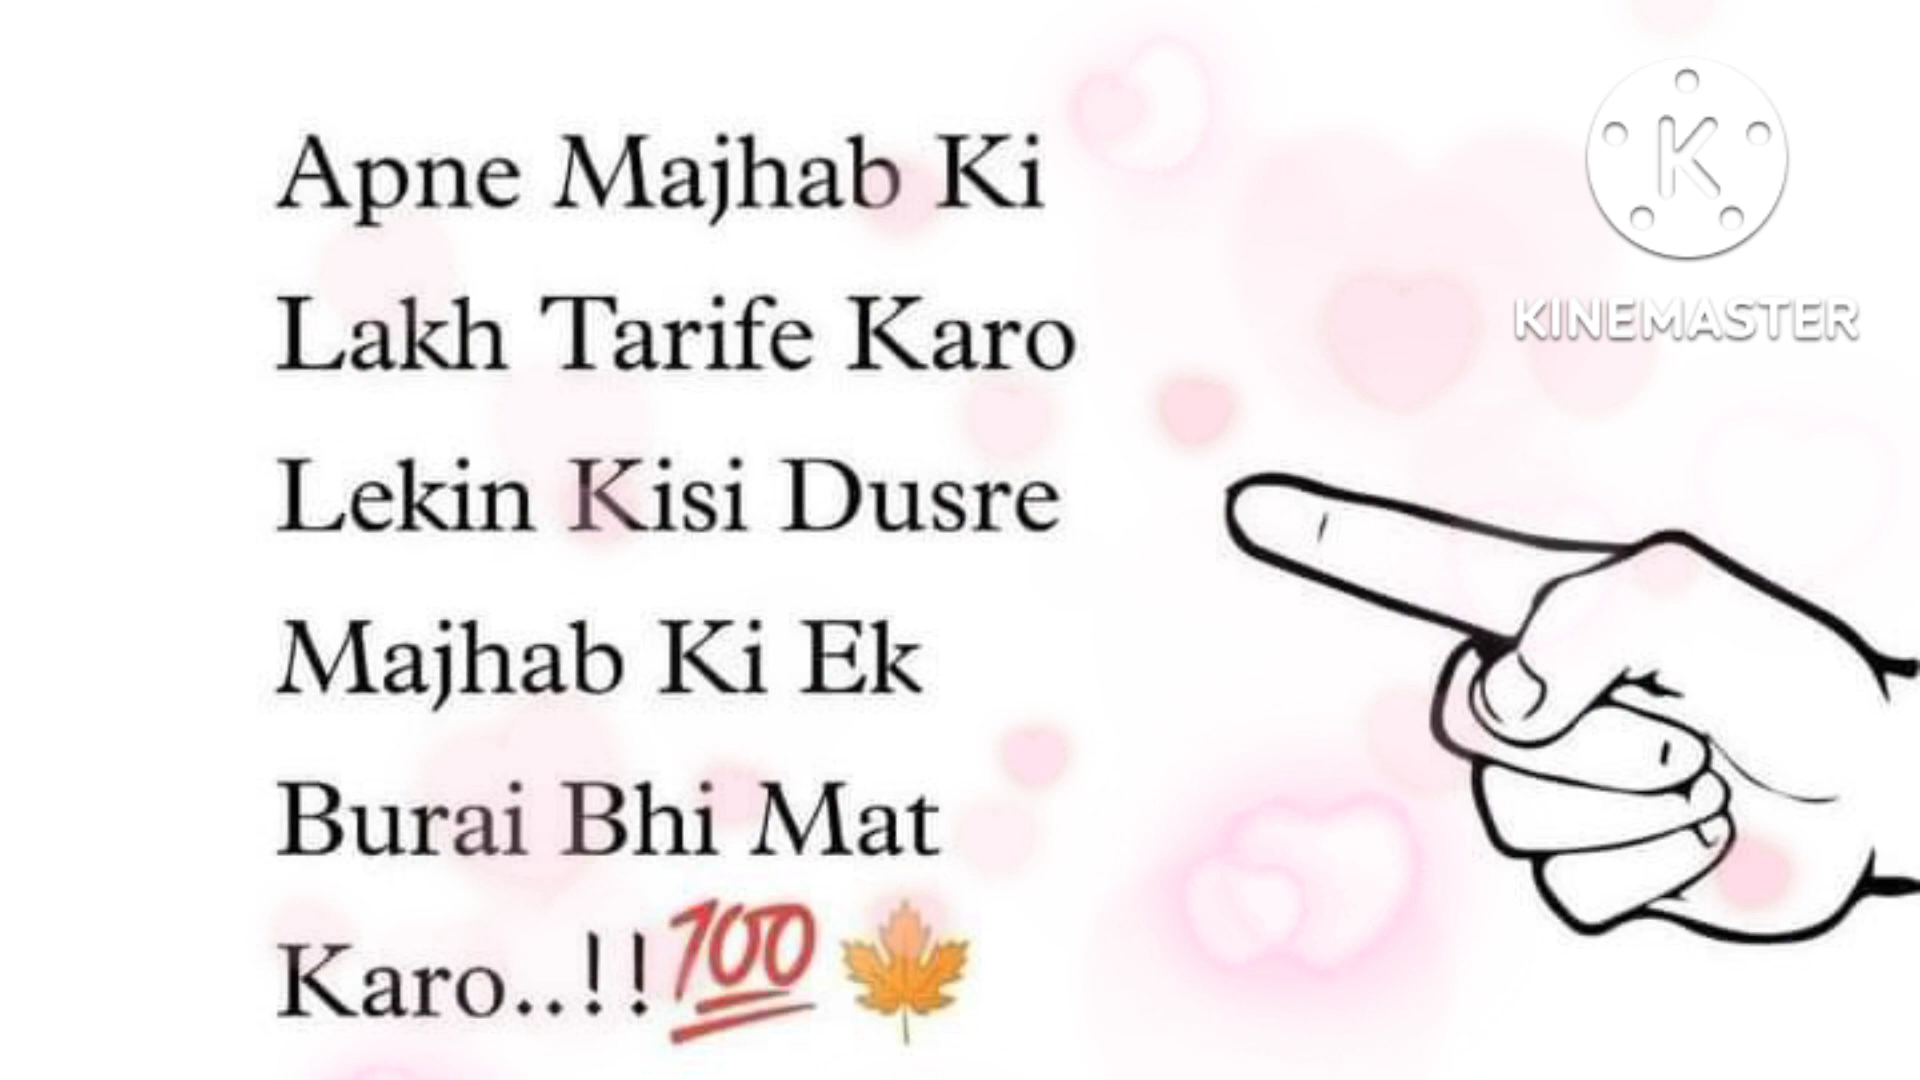 Apne Majhab Ki
Lakh Tarife Karo
Lekin Kisi Dusre
Majhab Ki Ek
Burai Bhi Mat
Karo..!!💯🍁
K
KINEMASTER